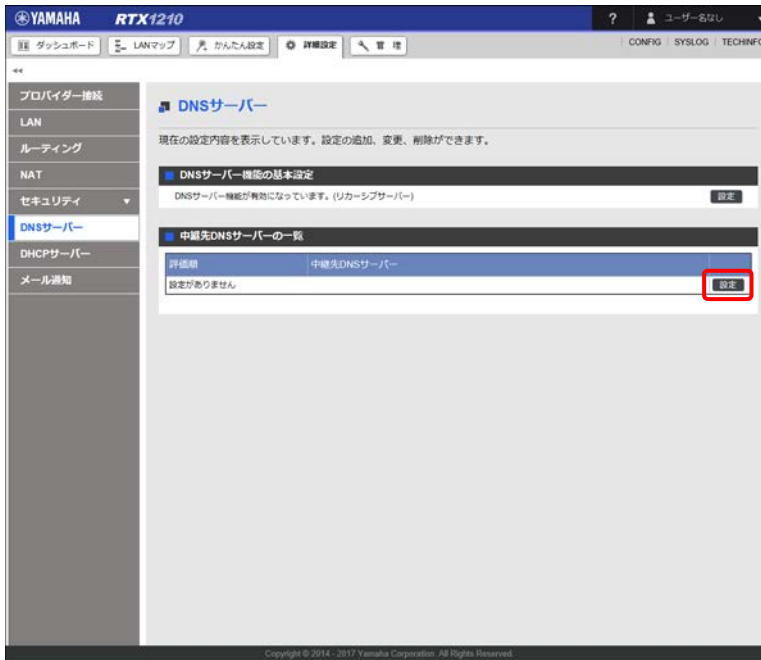 YAMAHA RTX1210 ? ユーザー名なし
ダッシュボード LANマップ かんたん設定 詳細設定 管理 CONFIG SYSLOG TECHINFO
プロバイダー接続
LAN
ルーティング
NAT
セキュリティ
DNSサーバー
DHCPサーバー
メール通知
DNSサーバー
現在の設定内容を表示しています。設定の追加、変更、削除ができます。
DNSサーバー機能の基本設定
DNSサーバー機能が有効になっています。(リカーシブサーバー) 設定
中継先DNSサーバーの一覧
評価順 中継先DNSサーバー
設定がありません 設定
Copyright © 2014 - 2017 Yamaha Corporation. All Rights Reserved.